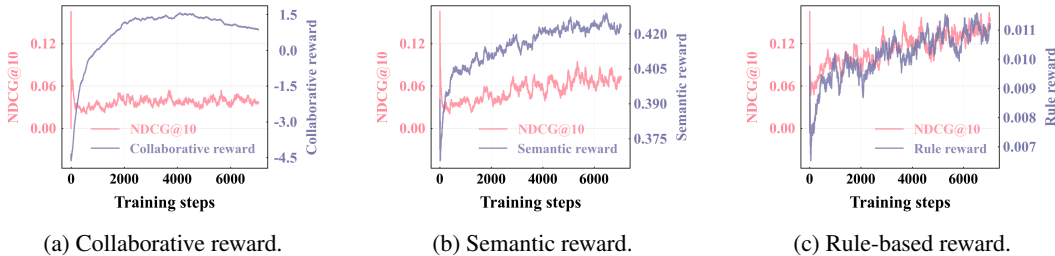 0.12
0.06
0.00
NDCG@10
1.5
0.0
-1.5
-3.0
-4.5
Collaborative reward
NDCG@10
Collaborative reward
0 2000 4000 6000
Training steps
(a) Collaborative reward.
0.12
0.06
0.00
NDCG@10
0.420
0.405
0.390
0.375
Semantic reward
NDCG@10
Semantic reward
0 2000 4000 6000
Training steps
(b) Semantic reward.
0.12
0.06
0.00
NDCG@10
0.011
0.010
0.009
0.008
0.007
Rule reward
NDCG@10
Rule reward
0 2000 4000 6000
Training steps
(c) Rule-based reward.